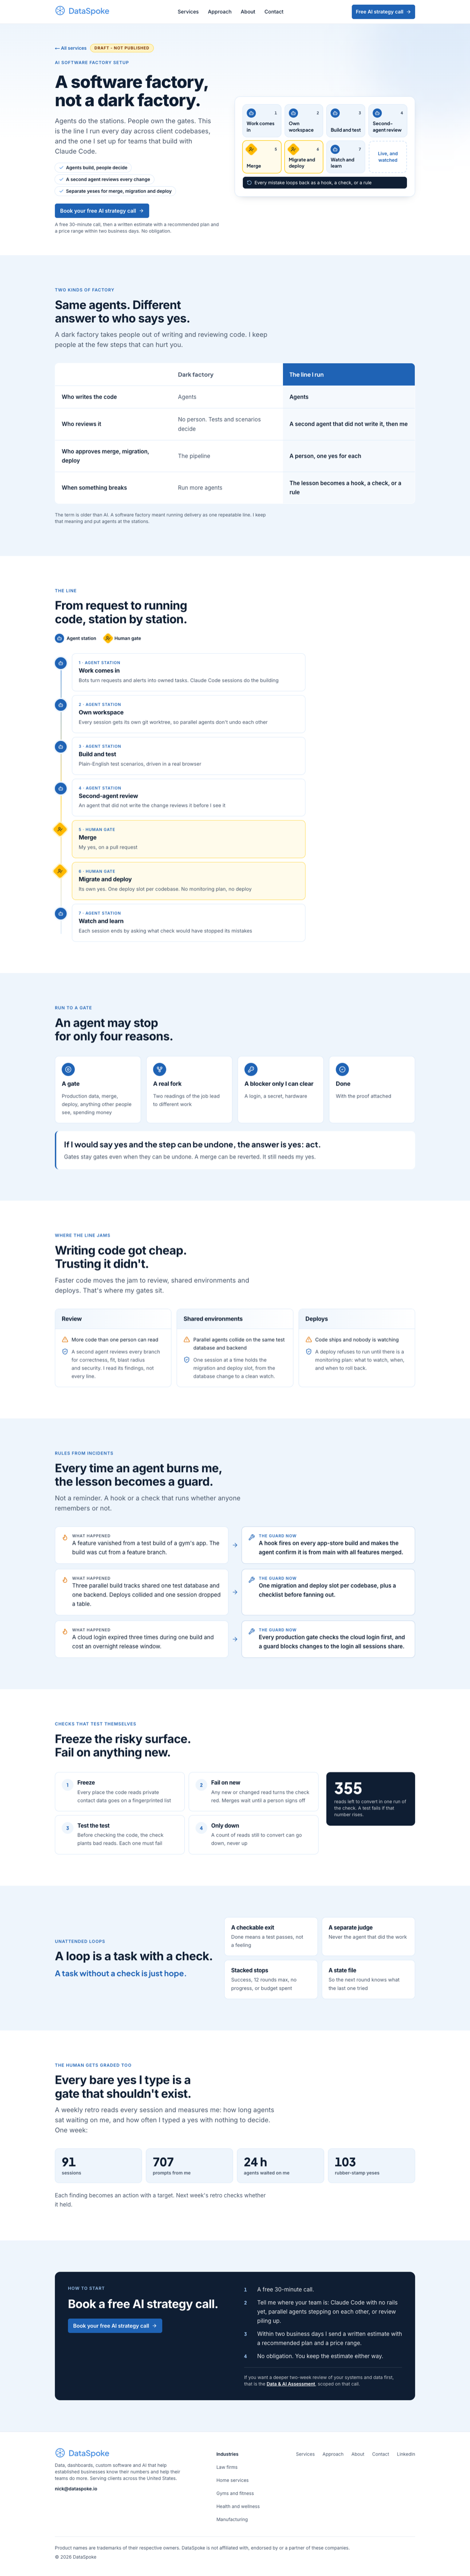 DataSpoke
Services Approach About Contact
Free AI strategy call →
← All services
DRAFT - NOT PUBLISHED
AI SOFTWARE FACTORY SETUP
A software factory,
not a dark factory.
Agents do the stations. People own the gates. This
is the line I run every day across client codebases,
and the one I set up for teams that build with
Claude Code.
Agents build, people decide
A second agent reviews every change
Separate yeses for merge, migration and deploy
Book your free AI strategy call →
A free 30-minute call, then a written estimate with a recommended plan and
a price range within two business days. No obligation.
1
Work comes
in
2
Own
workspace
3
Build and test
4
Second-
agent review
5
Merge
6
Migrate and
deploy
7
Watch and
learn
Live, and
watched
Every mistake loops back as a hook, a check, or a rule
TWO KINDS OF FACTORY
Same agents. Different
answer to who says yes.
A dark factory takes people out of writing and reviewing code. I keep
people at the few steps that can hurt you.
Dark factory
The line I run
Who writes the code
Agents
Agents
Who reviews it
No person. Tests and scenarios
decide
A second agent that did not write it, then me
Who approves merge, migration,
deploy
The pipeline
A person, one yes for each
When something breaks
Run more agents
The lesson becomes a hook, a check, or a
rule
The term is older than AI. A software factory meant running delivery as one repeatable line. I keep
that meaning and put agents at the stations.
THE LINE
From request to running
code, station by station.
Agent station
Human gate
1 · AGENT STATION
Work comes in
Bots turn requests and alerts into owned tasks. Claude Code sessions do the building
2 · AGENT STATION
Own workspace
Every session gets its own git worktree, so parallel agents don't undo each other
3 · AGENT STATION
Build and test
Plain-English test scenarios, driven in a real browser
4 · AGENT STATION
Second-agent review
An agent that did not write the change reviews it before I see it
5 · HUMAN GATE
Merge
My yes, on a pull request
6 · HUMAN GATE
Migrate and deploy
Its own yes. One deploy slot per codebase. No monitoring plan, no deploy
7 · AGENT STATION
Watch and learn
Each session ends by asking what check would have stopped its mistakes
RUN TO A GATE
An agent may stop
for only four reasons.
A gate
Production data, merge,
deploy, anything other people
see, spending money
A real fork
Two readings of the job lead
to different work
A blocker only I can clear
A login, a secret, hardware
Done
With the proof attached
If I would say yes and the step can be undone, the answer is yes: act.
Gates stay gates even when they can be undone. A merge can be reverted. It still needs my yes.
WHERE THE LINE JAMS
Writing code got cheap.
Trusting it didn't.
Faster code moves the jam to review, shared environments and
deploys. That's where my gates sit.
Review
More code than one person can read
A second agent reviews every branch
for correctness, fit, blast radius
and security. I read its findings, not
every line.
Shared environments
Parallel agents collide on the same test
database and backend
One session at a time holds the
migration and deploy slot, from the
database change to a clean watch.
Deploys
Code ships and nobody is watching
A deploy refuses to run until there is a
monitoring plan: what to watch, when,
and when to roll back.
RULES FROM INCIDENTS
Every time an agent burns me,
the lesson becomes a guard.
Not a reminder. A hook or a check that runs whether anyone
remembers or not.
WHAT HAPPENED
A feature vanished from a test build of a gym's app. The
build was cut from a feature branch.
THE GUARD NOW
A hook fires on every app-store build and makes the
agent confirm it is from main with all features merged.
WHAT HAPPENED
Three parallel build tracks shared one test database and
one backend. Deploys collided and one session dropped
a table.
THE GUARD NOW
One migration and deploy slot per codebase, plus a
checklist before fanning out.
WHAT HAPPENED
A cloud login expired three times during one build and
cost an overnight release window.
THE GUARD NOW
Every production gate checks the cloud login first, and
a guard blocks changes to the login all sessions share.
CHECKS THAT TEST THEMSELVES
Freeze the risky surface.
Fail on anything new.
1
Freeze
Every place the code reads private
contact data goes on a fingerprinted list
2
Fail on new
Any new or changed read turns the check
red. Merges wait until a person signs off
3
Test the test
Before checking the code, the check
plants bad reads. Each one must fail
4
Only down
A count of reads still to convert can go
down, never up
355
reads left to convert in one run of
the check. A test fails if that
number rises.
UNATTENDED LOOPS
A loop is a task with a check.
A task without a check is just hope.
A checkable exit
Done means a test passes, not
a feeling
A separate judge
Never the agent that did the work
Stacked stops
Success, 12 rounds max, no
progress, or budget spent
A state file
So the next round knows what
the last one tried
THE HUMAN GETS GRADED TOO
Every bare yes I type is a
gate that shouldn't exist.
A weekly retro reads every session and measures me: how long agents
sat waiting on me, and how often I typed a yes with nothing to decide.
One week:
91
sessions
707
prompts from me
24 h
agents waited on me
103
rubber-stamp yeses
Each finding becomes an action with a target. Next week's retro checks whether
it held.
HOW TO START
Book a free AI strategy call.
Book your free AI strategy call →
1 A free 30-minute call.
2 Tell me where your team is: Claude Code with no rails
yet, parallel agents stepping on each other, or review
piling up.
3 Within two business days I send a written estimate with
a recommended plan and a price range.
4 No obligation. You keep the estimate either way.
If you want a deeper two-week review of your systems and data first,
that is the Data & AI Assessment, scoped on that call.
DataSpoke
Data, dashboards, custom software and AI that help
established businesses know their numbers and help their
teams do more. Serving clients across the United States.
nick@dataspoke.io
Industries
Law firms
Home services
Gyms and fitness
Health and wellness
Manufacturing
Services Approach About Contact LinkedIn
Product names are trademarks of their respective owners. DataSpoke is not affiliated with, endorsed by or a partner of these companies.
© 2026 DataSpoke